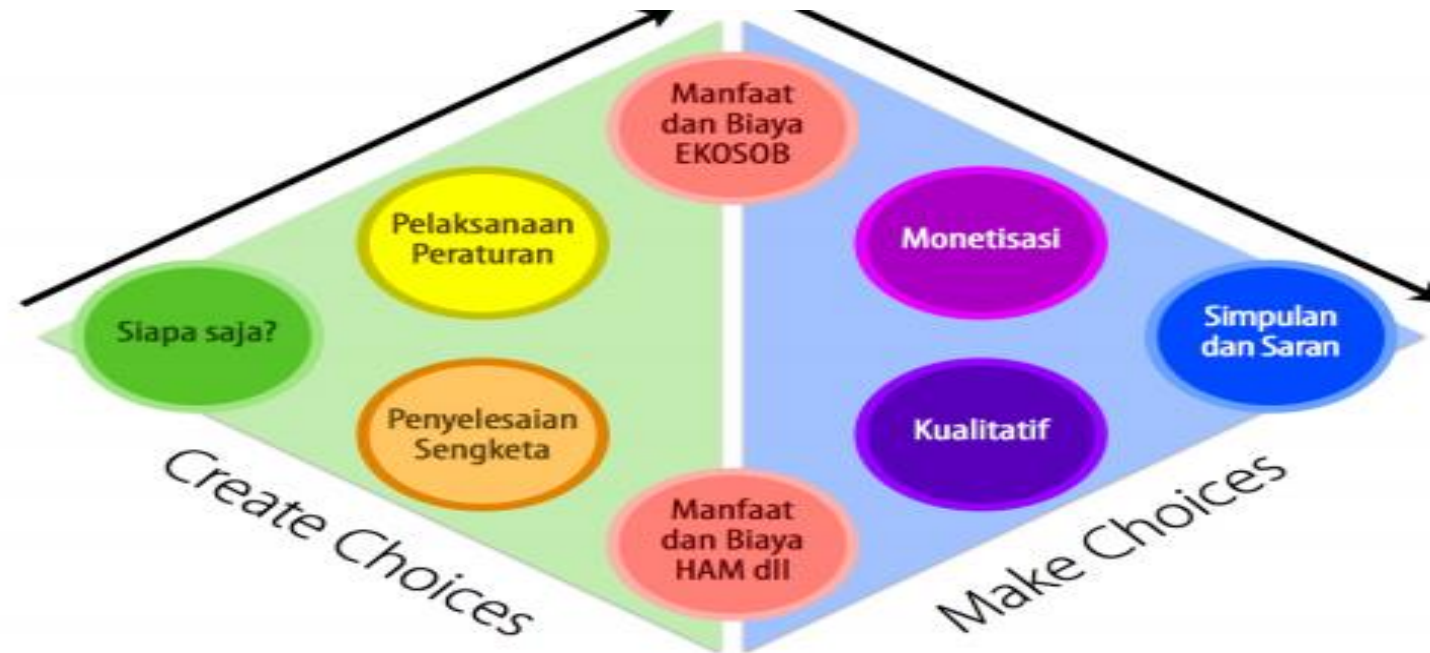 Manfaat
dan Biaya
EKOSOB
Pelaksanaan
Peraturan
Monetisasi
Siapa saja?
Simpulan
dan Saran
Penyelesaian
Sengketa
Kualitatif
Manfaat
dan Biaya
HAM dll
Create Choices
Make Choices